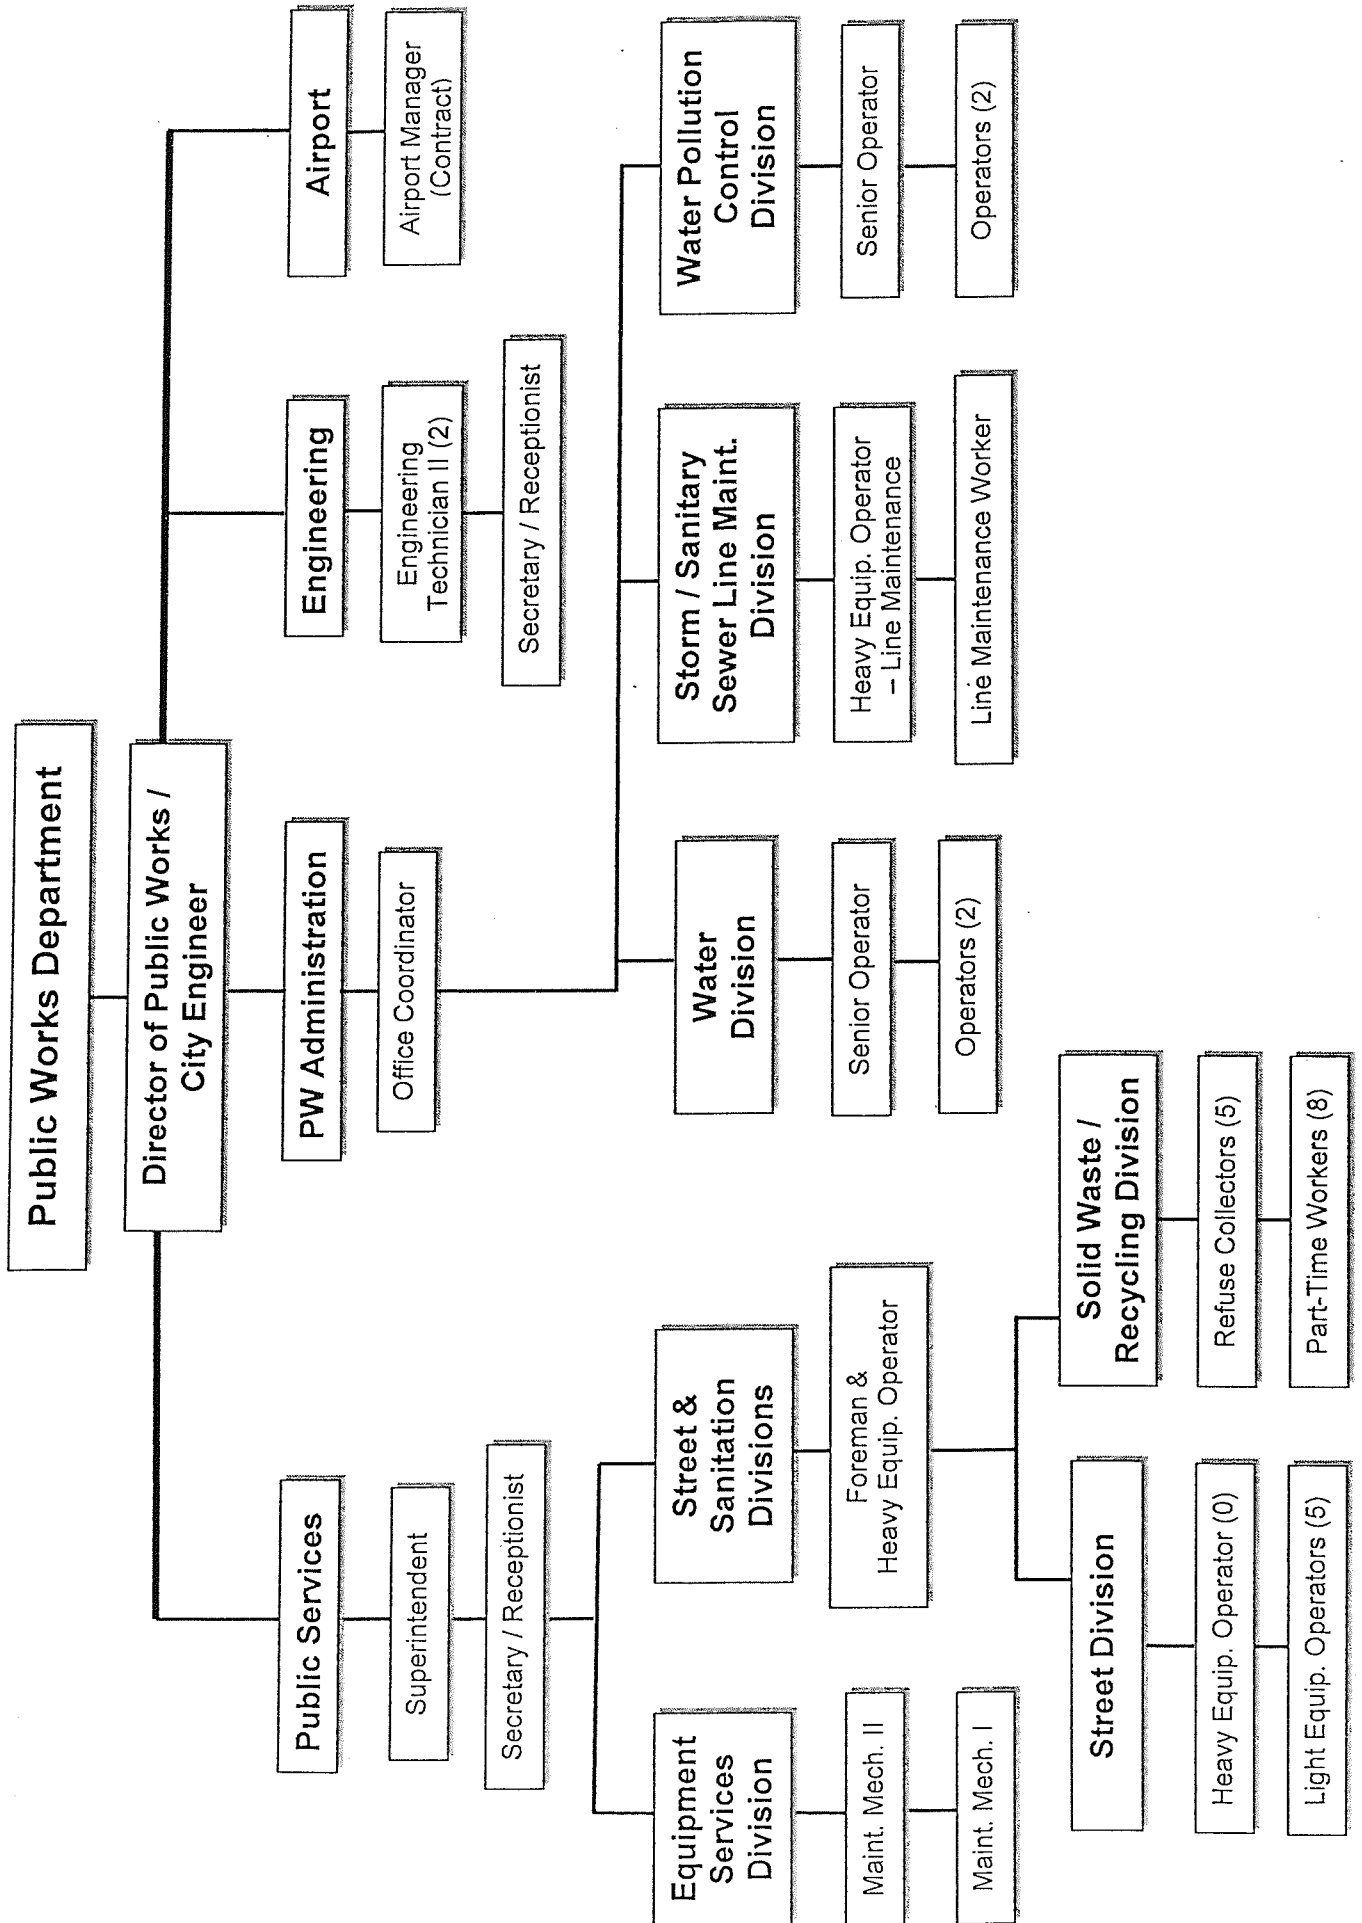 Public Works Department
Director of Public Works /
City Engineer
Public Services
Superintendent
Secretary / Receptionist
PW Administration
Office Coordinator
Engineering
Engineering
Technician II (2)
Secretary / Receptionist
Airport
Airport Manager
(Contract)
Equipment
Services
Division
Maint. Mech. II
Maint. Mech. I
Street &
Sanitation
Divisions
Foreman &
Heavy Equip. Operator
Street Division
Heavy Equip. Operator (0)
Light Equip. Operators (5)
Solid Waste /
Recycling Division
Refuse Collectors (5)
Part-Time Workers (8)
Water
Division
Senior Operator
Operators (2)
Storm / Sanitary
Sewer Line Maint.
Division
Heavy Equip. Operator
– Line Maintenance
Line Maintenance Worker
Water Pollution
Control
Division
Senior Operator
Operators (2)